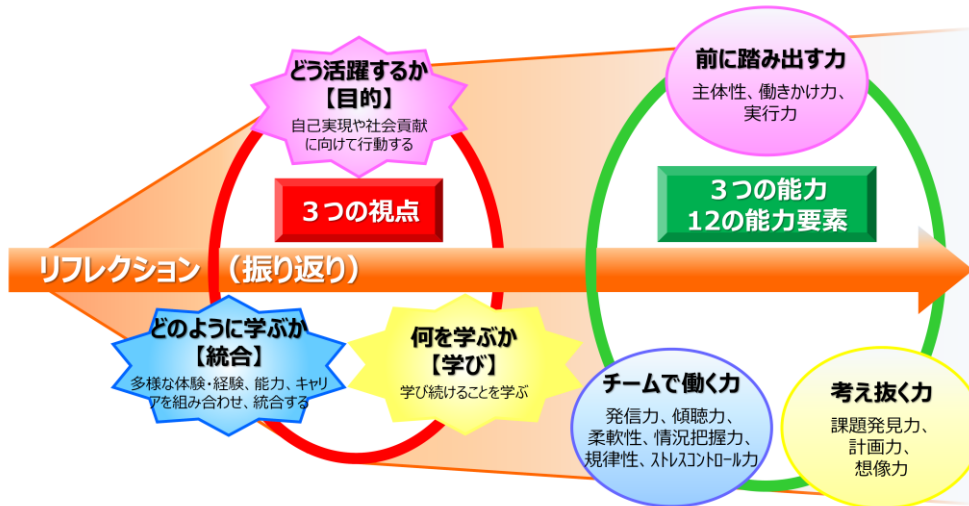 どう活躍するか
【目的】
自己実現や社会貢献
に向けて行動する
3つの視点
前に踏み出す力
主体性、働きかけ力、
実行力
3つの能力
12の能力要素
リフレクション (振り返り)
どのように学ぶか
【統合】
多様な体験・経験、能力、キャリ
アを組み合わせ、統合する
何を学ぶか
【学び】
学び続けることを学ぶ
チームで働く力
発信力、傾聴力、
柔軟性、情況把握力、
規律性、ストレスコントロール力
考え抜く力
課題発見力、
計画力、
想像力